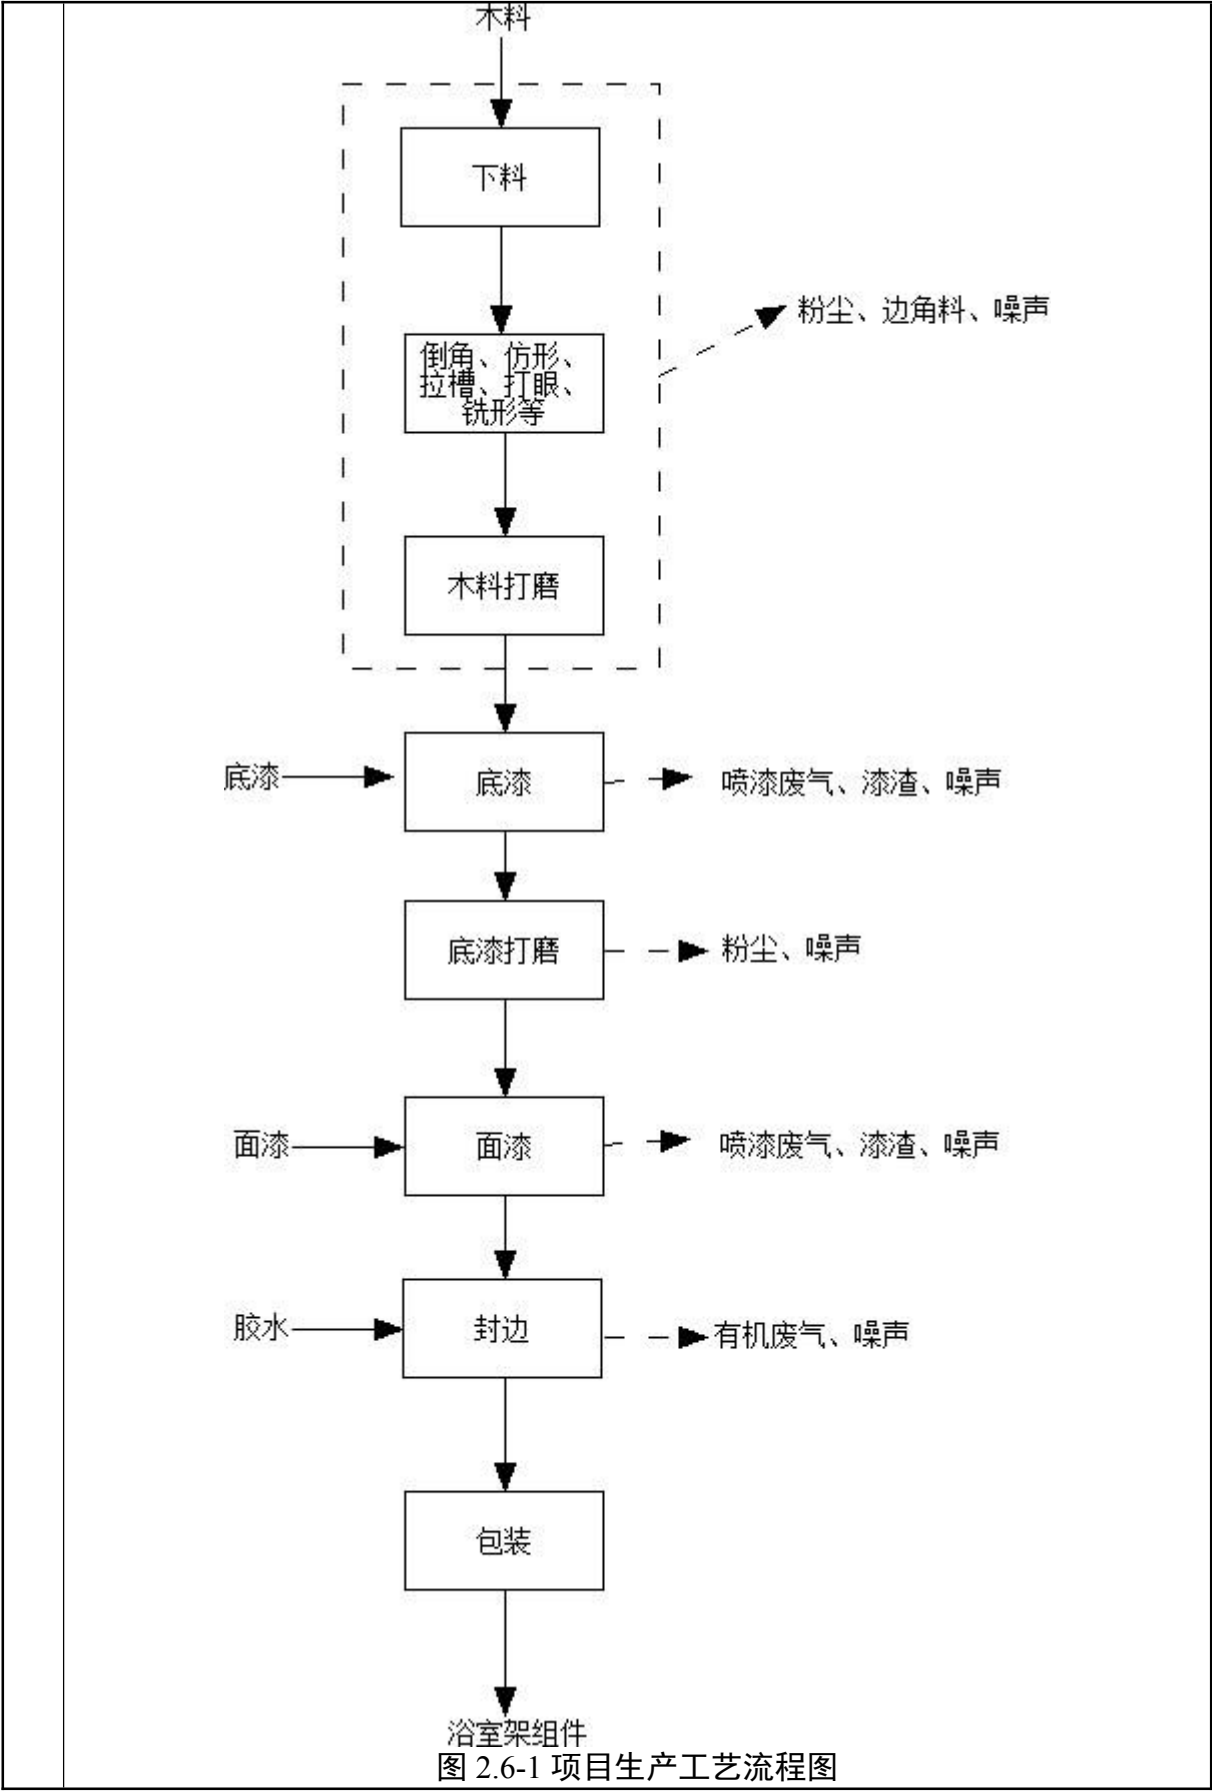 木料
下料
粉尘、边角料、噪声
倒角、仿形、
拉槽、打眼、
铣形等
木料打磨
底漆
底漆
喷漆废气、漆渣、噪声
底漆打磨
粉尘、噪声
面漆
面漆
喷漆废气、漆渣、噪声
胶水
封边
有机废气、噪声
包装
浴室架组件
图 2.6-1 项目生产工艺流程图